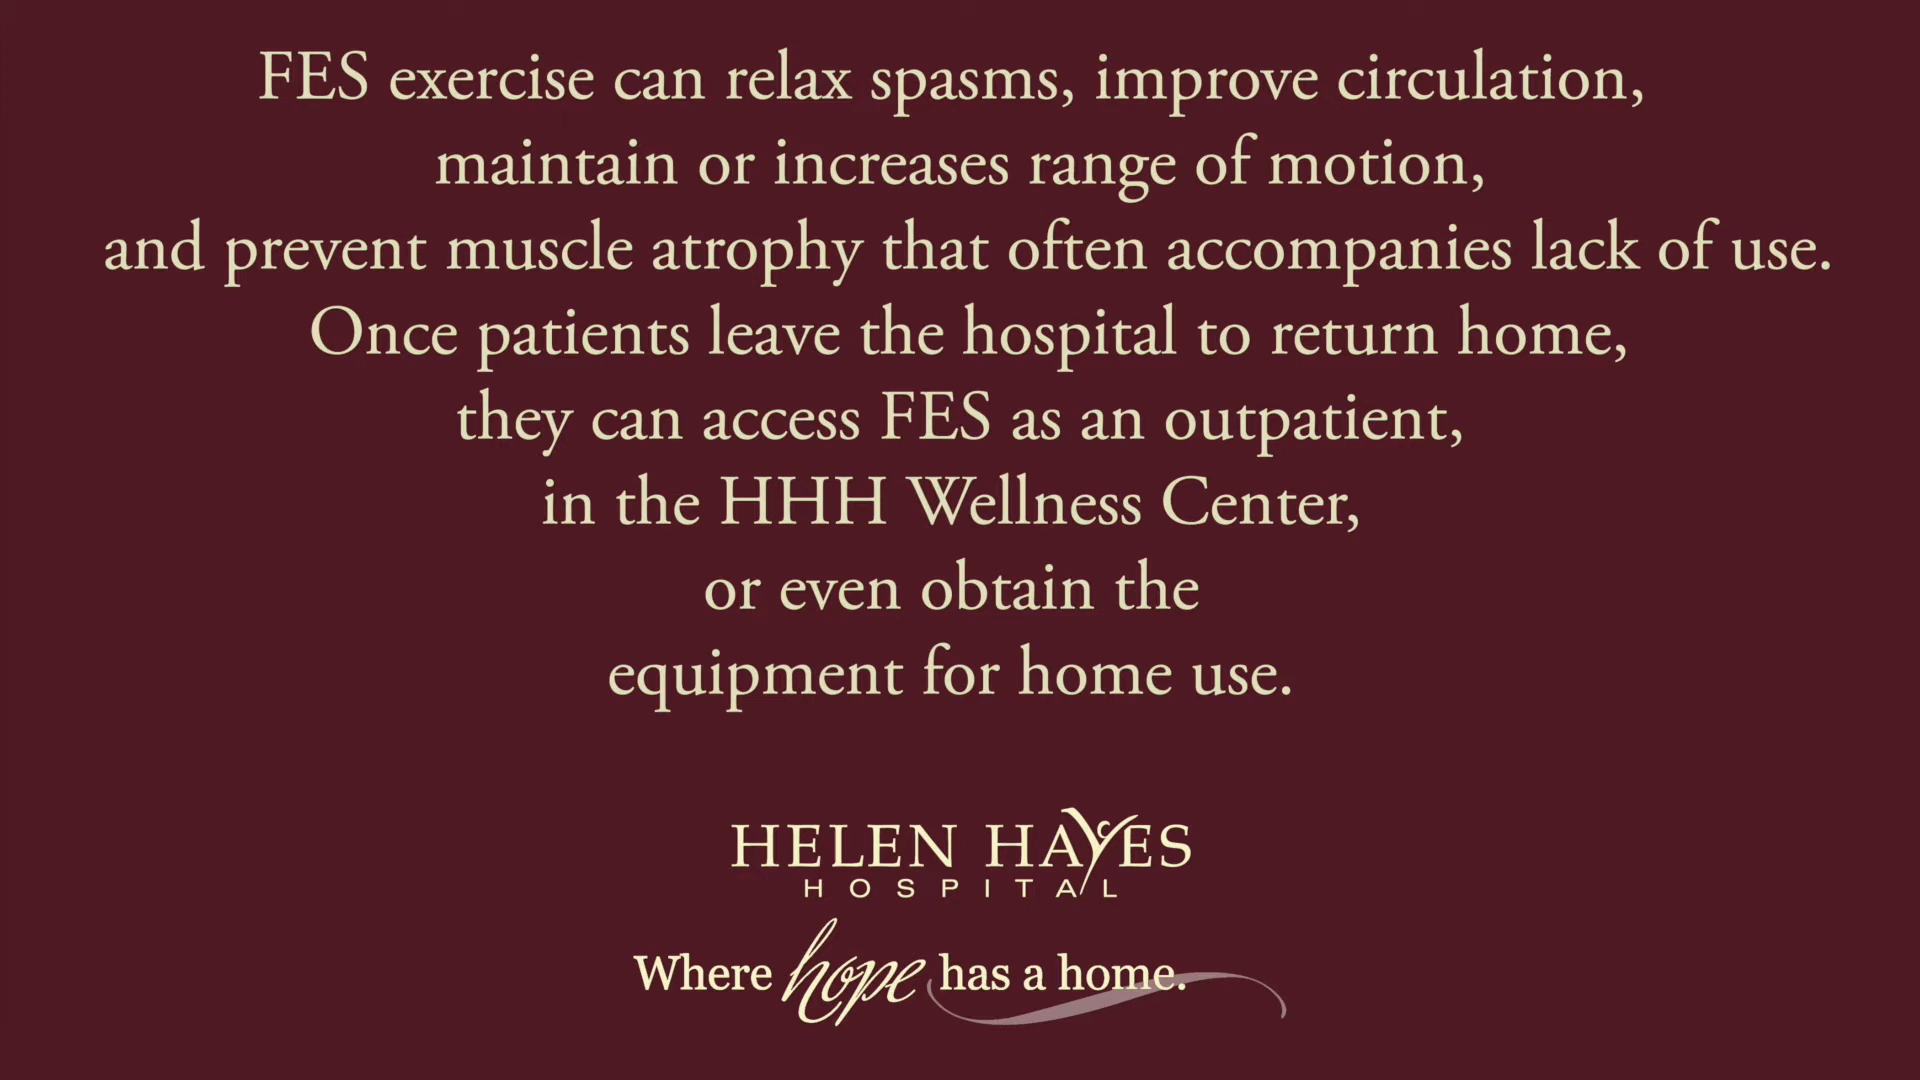 FES exercise can relax spasms, improve circulation,
maintain or increases range of motion,
and prevent muscle atrophy that often accompanies lack of use.
Once patients leave the hospital to return home,
they can access FES as an outpatient,
in the HHH Wellness Center,
or even obtain the
equipment for home use.
HELEN HAYES
HOSPITAL
Where hope has a home.